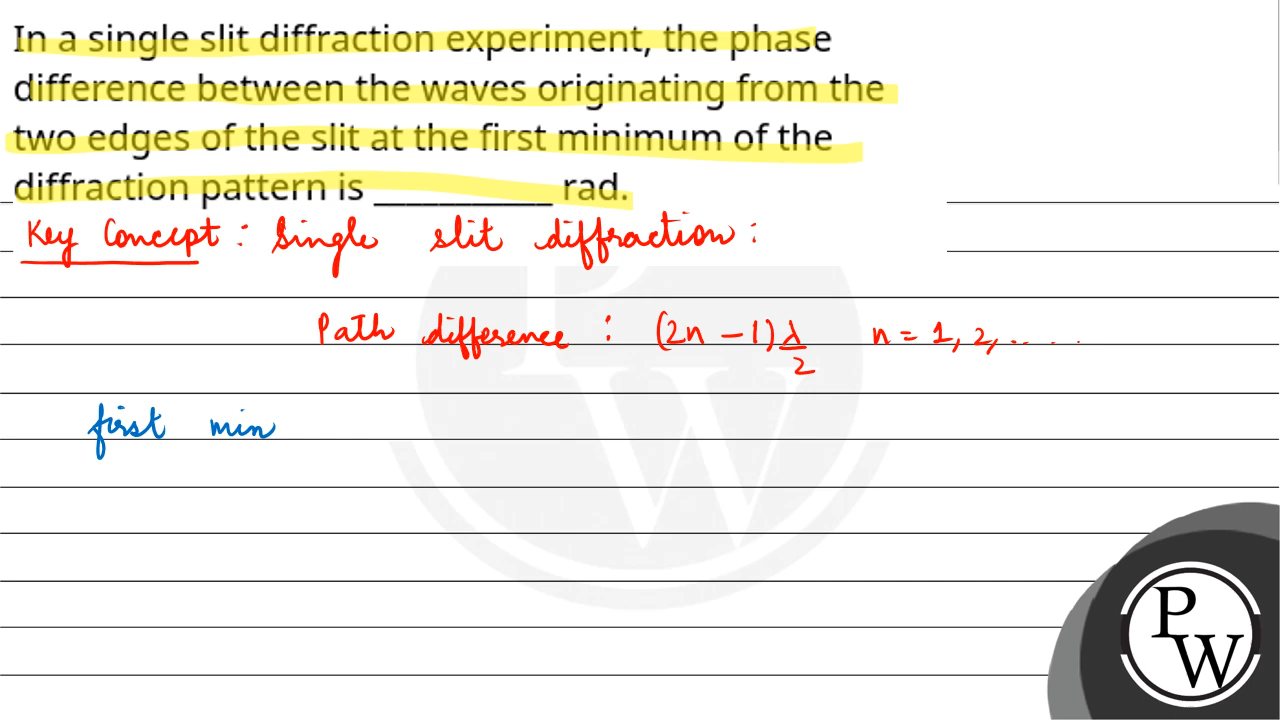 In a single slit diffraction experiment, the phase
difference between the waves originating from the
two edges of the slit at the first minimum of the
diffraction pattern is ___________ rad.
Key Concept : Single slit diffraction :
Path difference : (2n - 1) λ/2 n = 1, 2, .....
first min
P
W